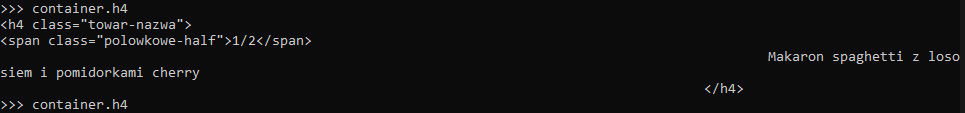 >>> container.h4
<h4 class="towar-nazwa">
<span class="polowkowe-half">1/2</span>
Makaron spaghetti z loso
siem i pomidorkami cherry
</h4>
>>> container.h4